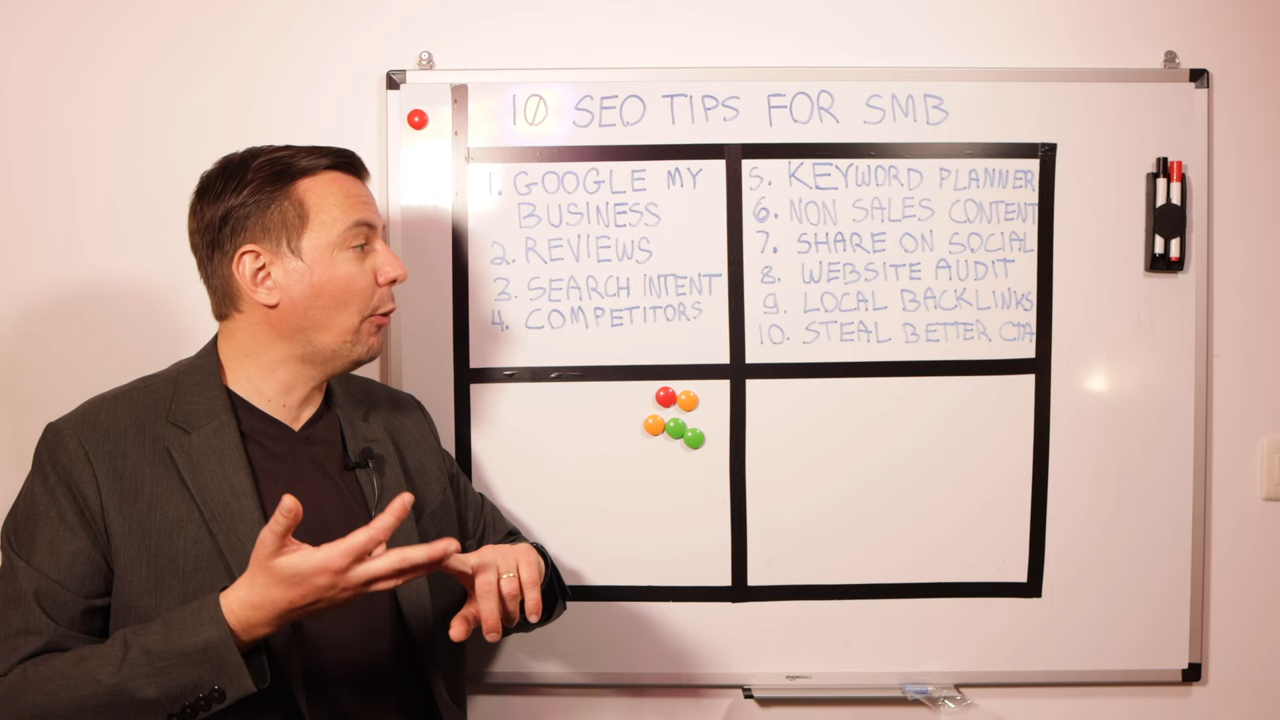 10 SEO TIPS FOR SMB
1. GOOGLE MY
BUSINESS
2. REVIEWS
3. SEARCH INTENT
4. COMPETITORS
5. KEYWORD PLANNER
6. NON SALES CONTENT
7. SHARE ON SOCIAL
8. WEBSITE AUDIT
9. LOCAL BACKLINKS
10. STEAL BETTER CTA